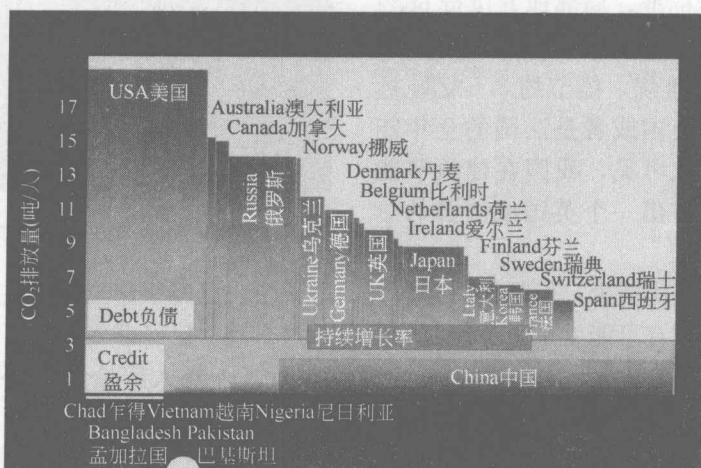 USA美国
17
15
13
11
9
7
5
3
1
CO₂排放量(吨/人)
Australia澳大利亚
Canada加拿大
Norway挪威
Russia
俄罗斯
Denmark丹麦
Belgium比利时
Netherlands荷兰
Ireland爱尔兰
Ukraine乌克兰
Germany德国
UK英国
Japan
日本
Finland芬兰
Sweden瑞典
Switzerland瑞士
Spain西班牙
意大利
Korea
韩国
France
法国
Debt负债
持续增长率
Credit
盈余
China中国
Chad乍得Vietnam越南Nigeria尼日利亚
Bangladesh Pakistan
孟加拉国 巴基斯坦